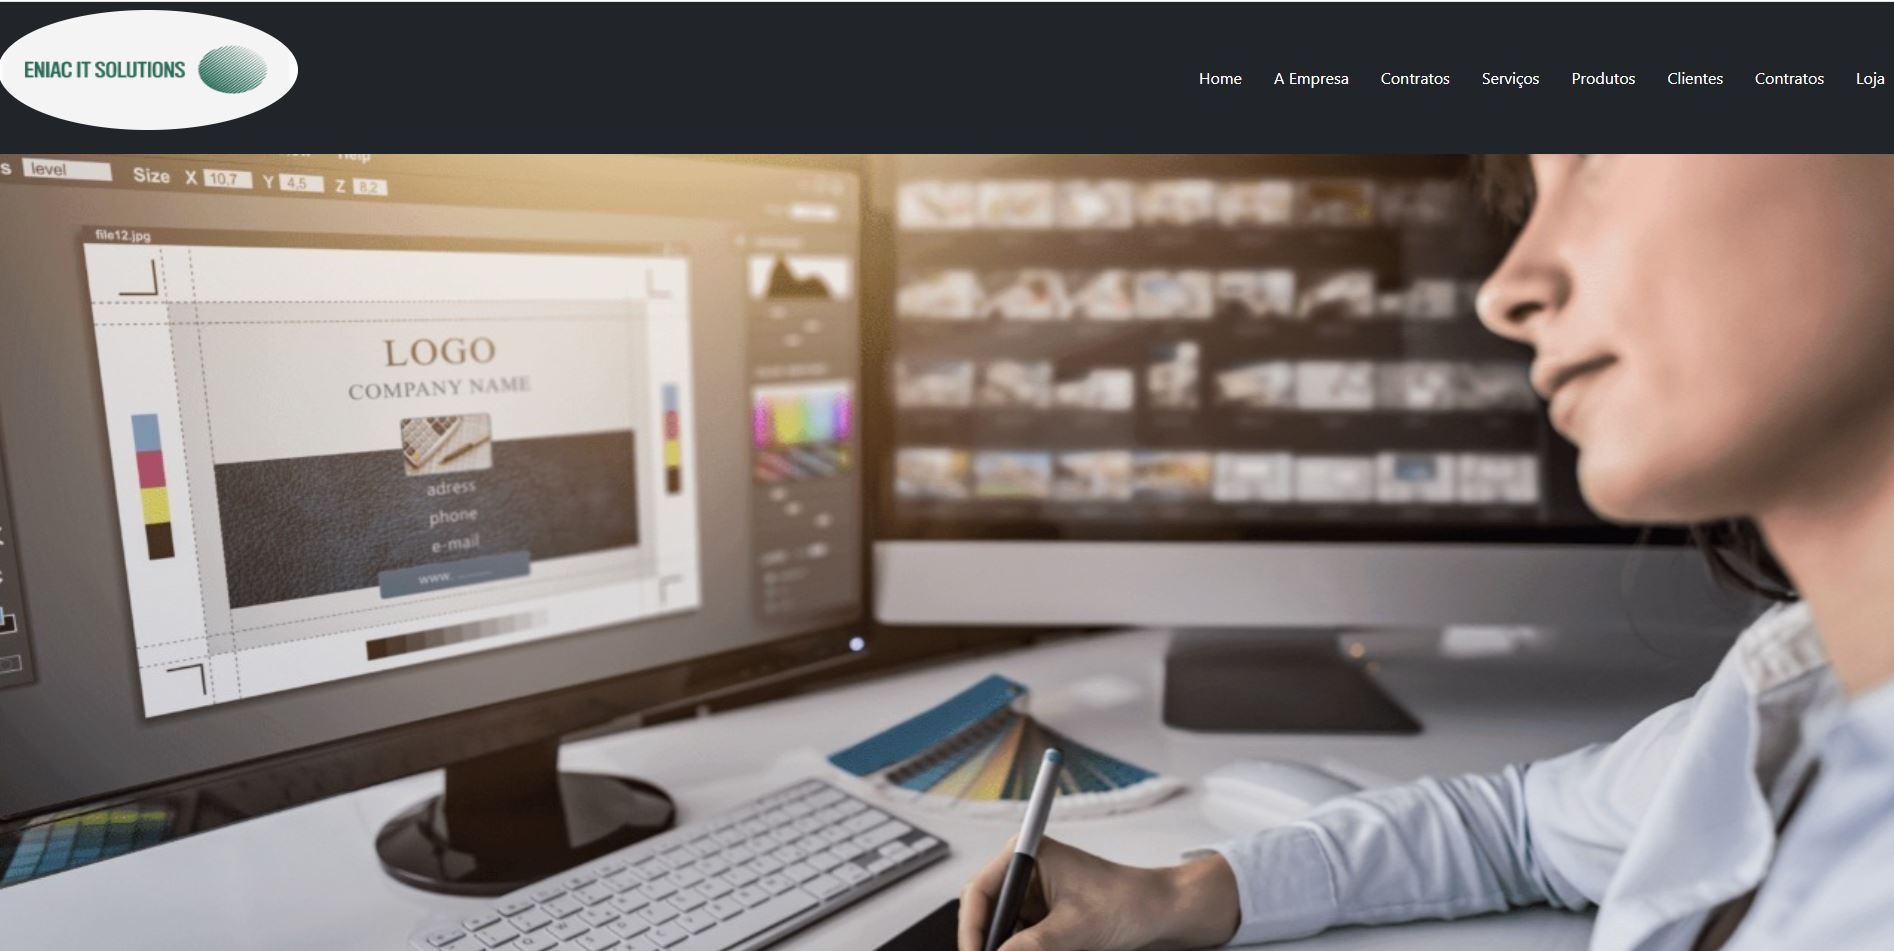 ENIAC IT SOLUTIONS
Home A Empresa Contratos Serviços Produtos Clientes Contratos Loja
s level Size X 10,7 Y 4,5 Z 8,2
file12.jpg
LOGO
COMPANY NAME
adress
phone
e-mail
www.